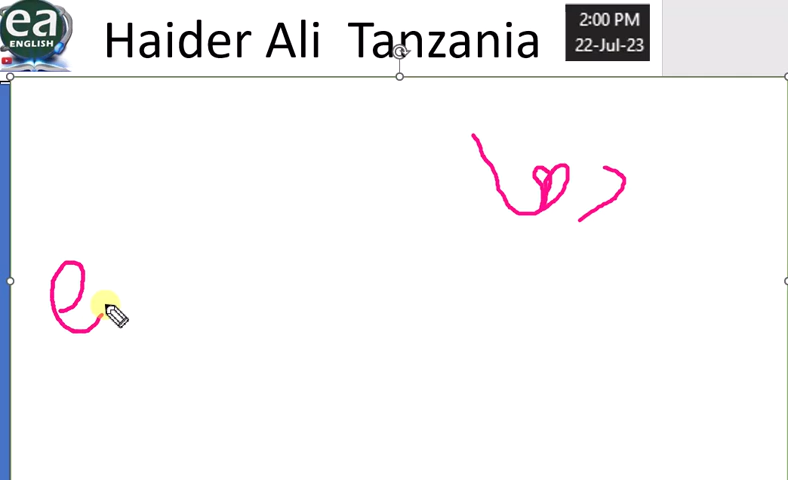 ea
ENGLISH
Haider Ali Tanzania
2:00 PM
22-Jul-23
e